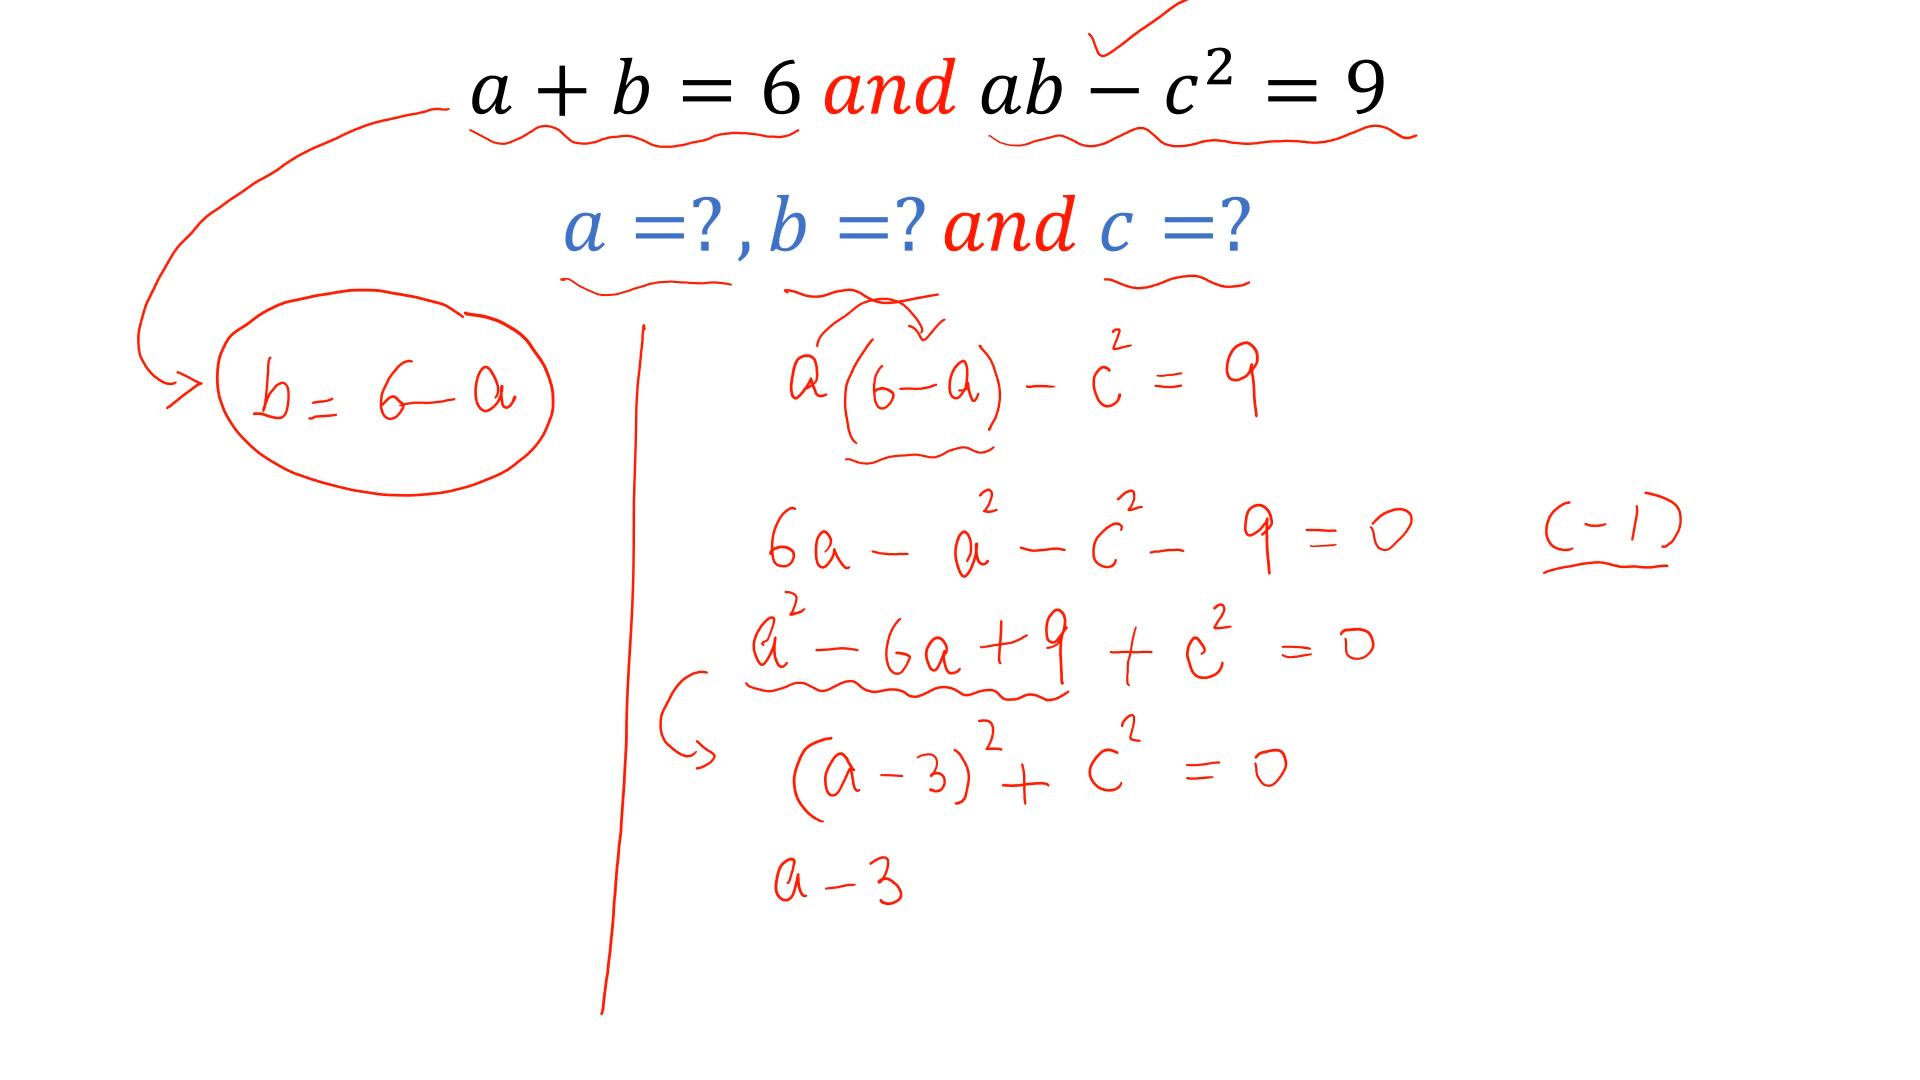 a + b = 6 and ab − c² = 9
a =? , b =? and c =?
b = 6 − a
a(6 − a) − c² = 9
6a − a² − c² − 9 = 0 (−1)
a² − 6a + 9 + c² = 0
(a − 3)² + c² = 0
a − 3